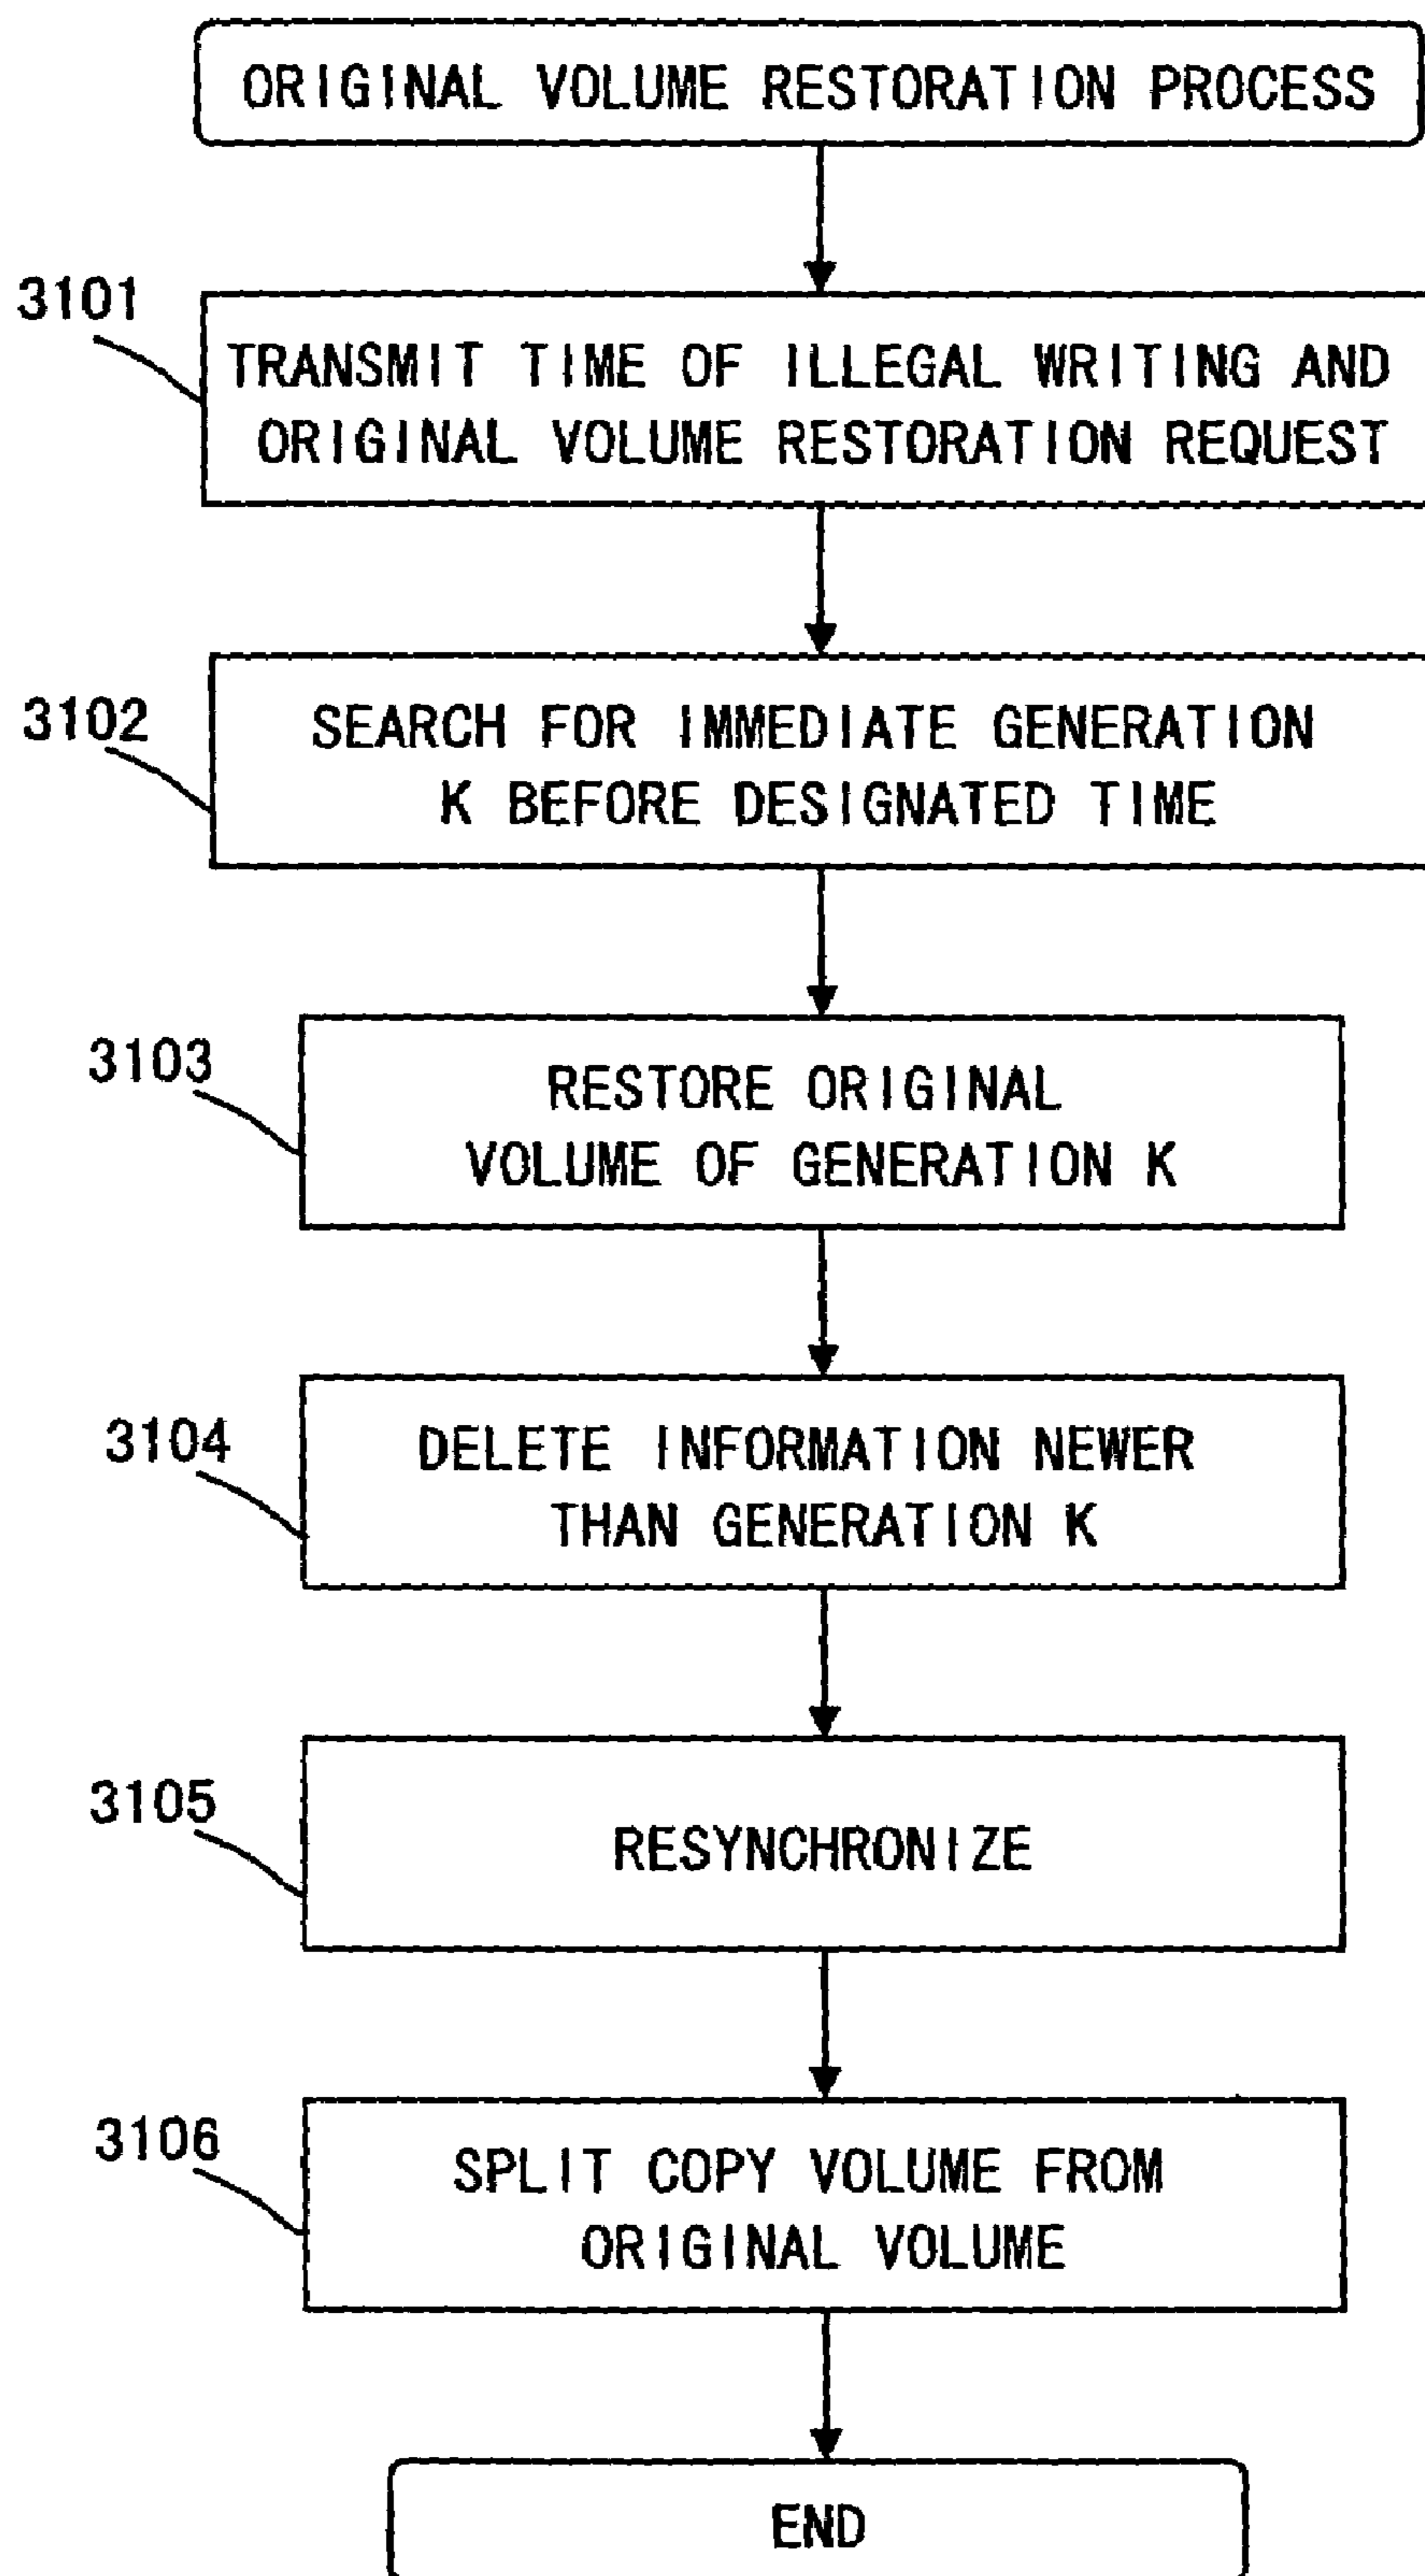 ORIGINAL VOLUME RESTORATION PROCESS
3101
TRANSMIT TIME OF ILLEGAL WRITING AND
ORIGINAL VOLUME RESTORATION REQUEST
3102
SEARCH FOR IMMEDIATE GENERATION
K BEFORE DESIGNATED TIME
3103
RESTORE ORIGINAL
VOLUME OF GENERATION K
3104
DELETE INFORMATION NEWER
THAN GENERATION K
3105
RESYNCHRONIZE
3106
SPLIT COPY VOLUME FROM
ORIGINAL VOLUME
END